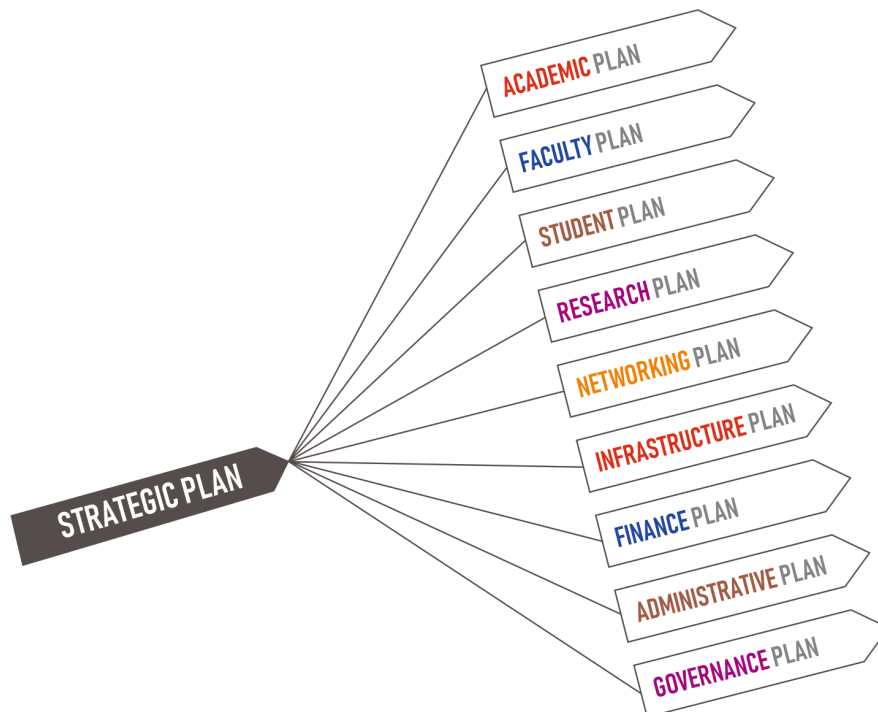 ACADEMIC PLAN
FACULTY PLAN
STUDENT PLAN
RESEARCH PLAN
NETWORKING PLAN
INFRASTRUCTURE PLAN
STRATEGIC PLAN
FINANCE PLAN
ADMINISTRATIVE PLAN
GOVERNANCE PLAN